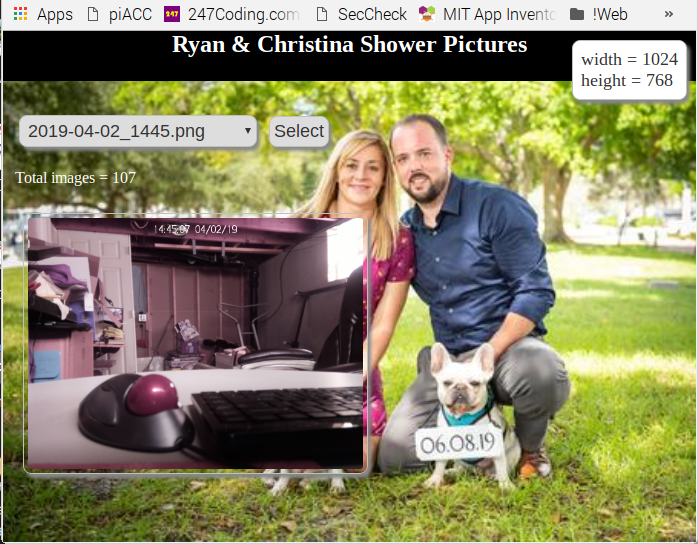 Apps piACC 247Coding.com SecCheck MIT App Invento !Web »
Ryan & Christina Shower Pictures
width = 1024
height = 768
2019-04-02_1445.png Select
Total images = 107
14:45:07 04/02/19
06.08.19